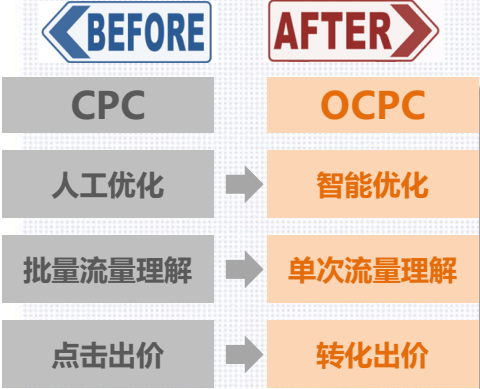 BEFORE AFTER
CPC OCPC
人工优化 智能优化
批量流量理解 单次流量理解
点击出价 转化出价